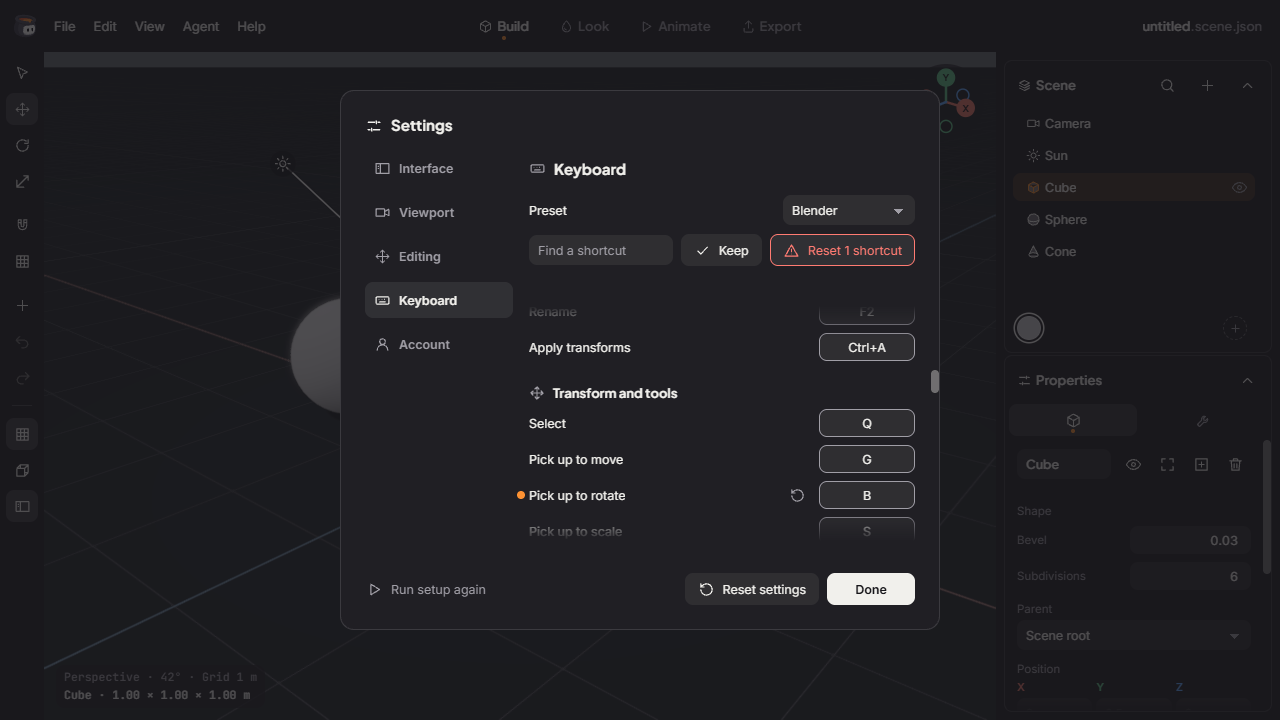 File Edit View Agent Help
Build Look Animate Export
untitled.scene.json
Y
X
Scene
Camera
Sun
Cube
Sphere
Cone
Settings
Interface
Viewport
Editing
Keyboard
Account
Keyboard
Preset Blender
Find a shortcut Keep Reset 1 shortcut
Rename F2
Apply transforms Ctrl+A
Transform and tools
Select Q
Pick up to move G
Pick up to rotate B
Pick up to scale S
Run setup again Reset settings Done
Properties
Cube
Shape
Bevel 0.03
Subdivisions 6
Parent
Scene root
Position
X Y Z
Perspective · 42° · Grid 1 m
Cube · 1.00 × 1.00 × 1.00 m